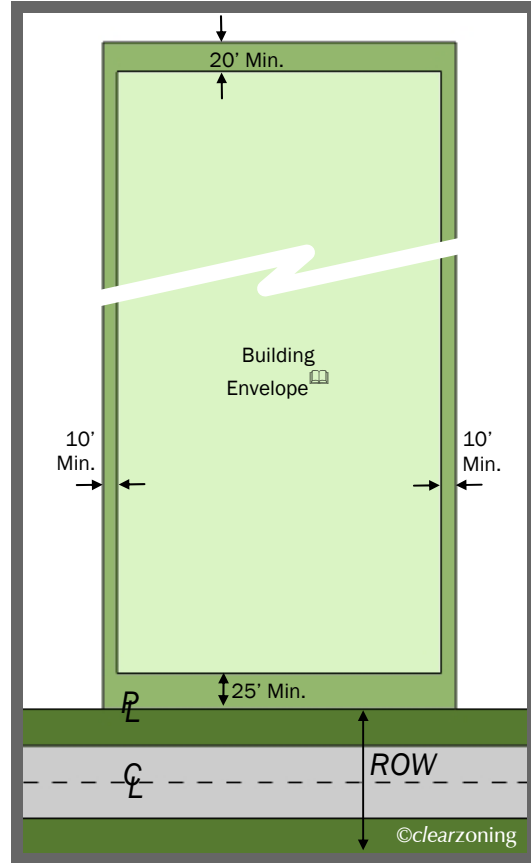 20’ Min.
Building
Envelope
10’
Min.
10’
Min.
25’ Min.
PL
ROW
CL
©clearzoning